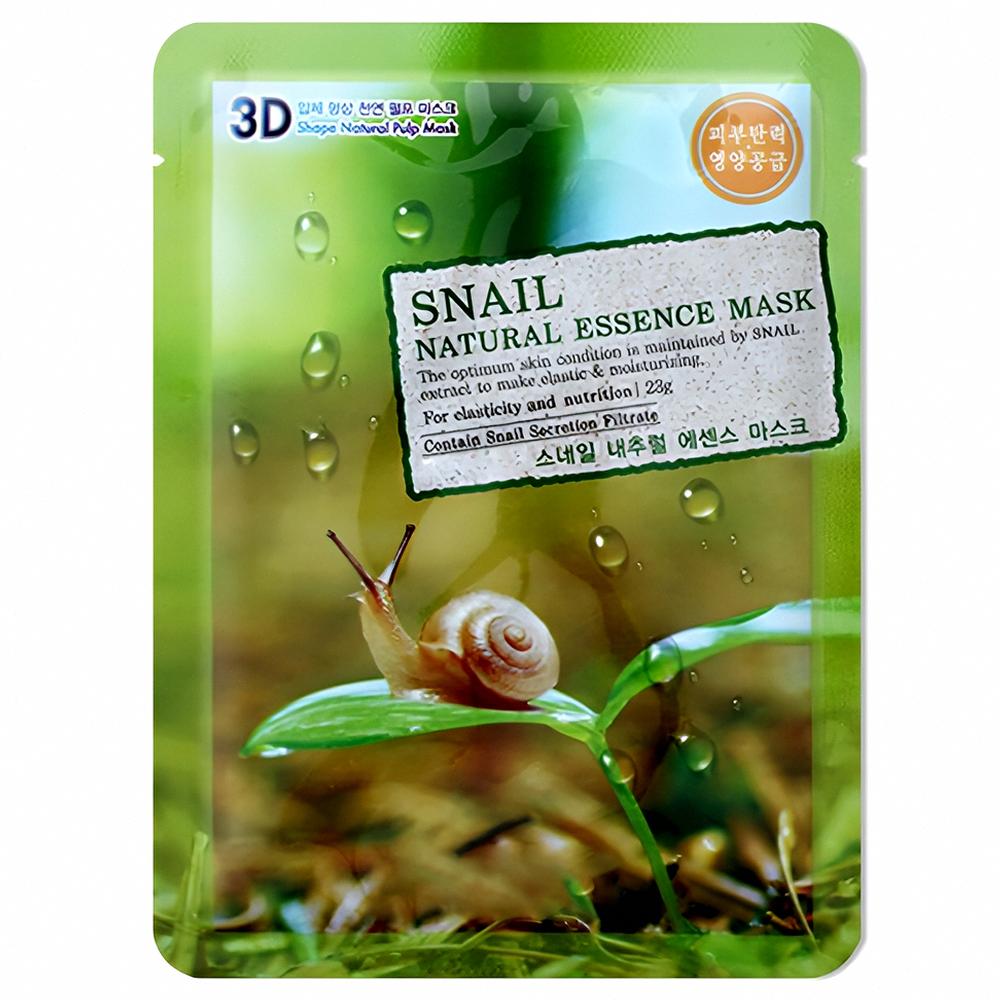 3D
입체 형상 천연 펄프 마스크
Shape Natural Pulp Mask
피부탄력
영양공급
SNAIL
NATURAL ESSENCE MASK
The optimum skin condition is maintained by SNAIL
extract to make elastic & moisturizing.
For elasticity and nutrition | 23g
Contain Snail Secretion Filtrate
스네일 내추럴 에센스 마스크